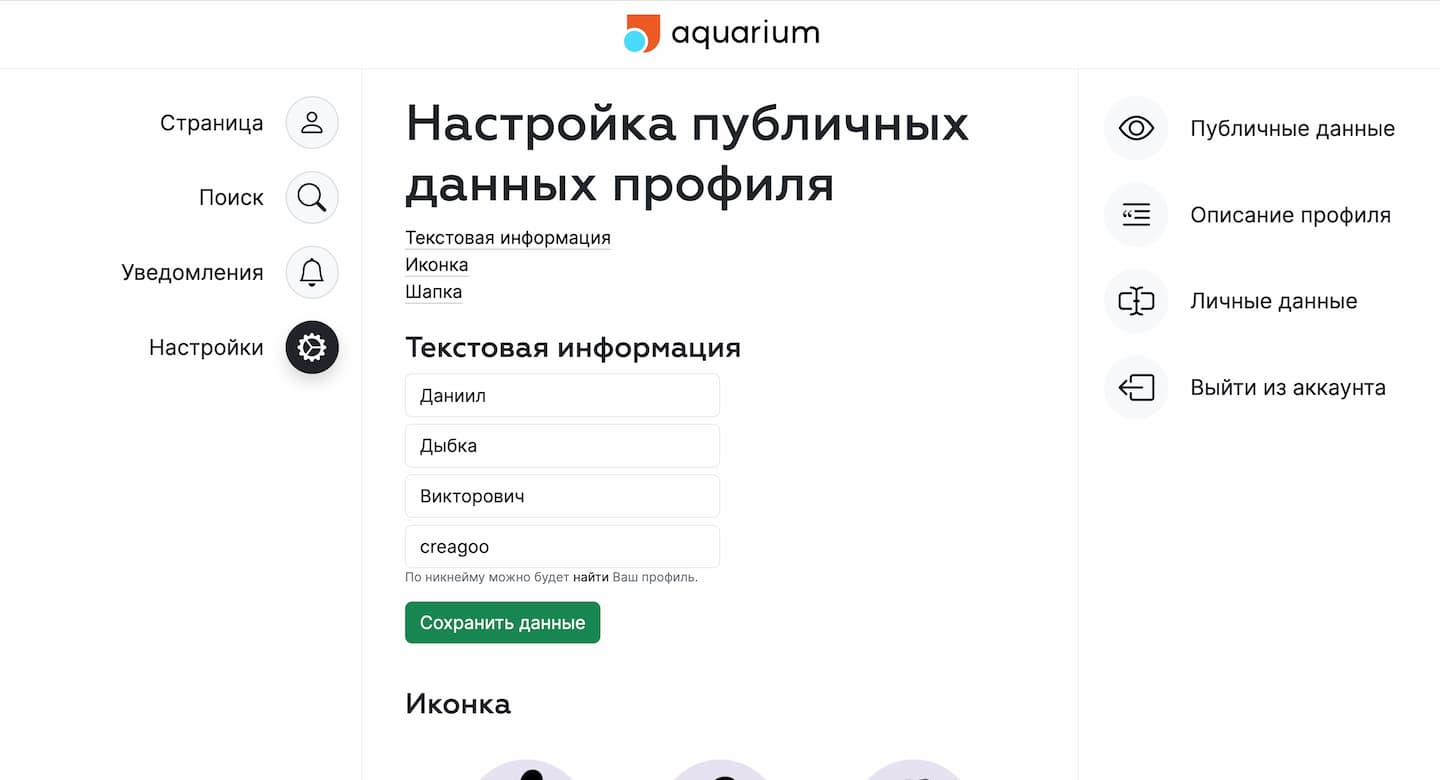 aquarium
Страница
Поиск
Уведомления
Настройки
Настройка публичных
данных профиля
Текстовая информация
Иконка
Шапка
Текстовая информация
Даниил
Дыбка
Викторович
creagoo
По никнейму можно будет найти Ваш профиль.
Сохранить данные
Иконка
Публичные данные
Описание профиля
Личные данные
Выйти из аккаунта